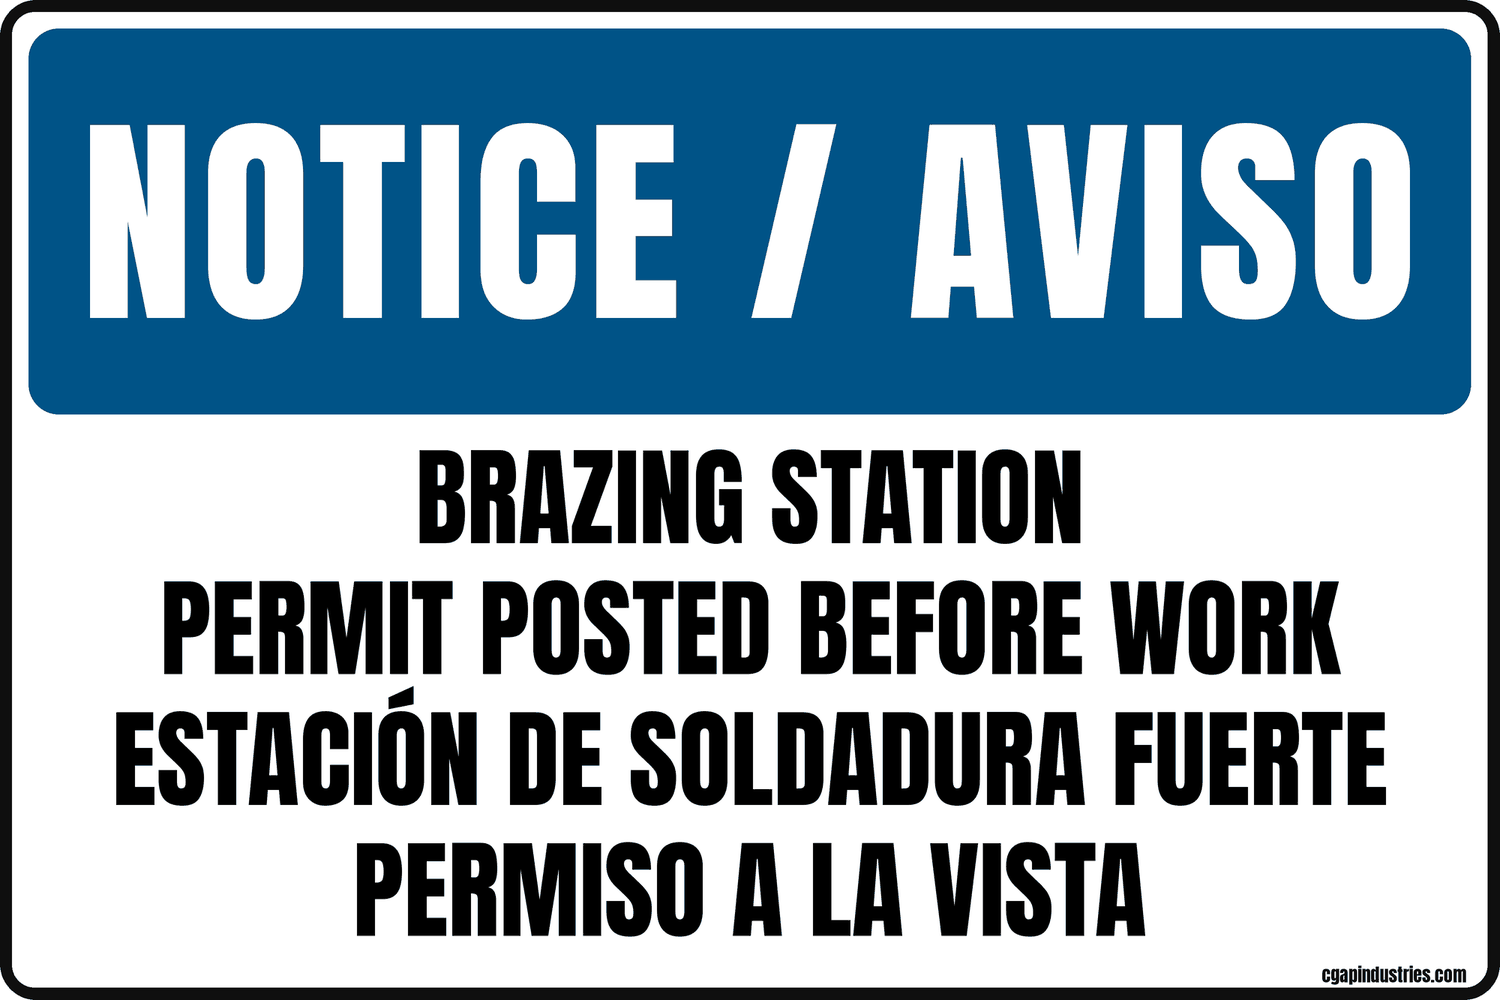 NOTICE / AVISO
BRAZING STATION
PERMIT POSTED BEFORE WORK
ESTACIÓN DE SOLDADURA FUERTE
PERMISO A LA VISTA
cgapindustries.com